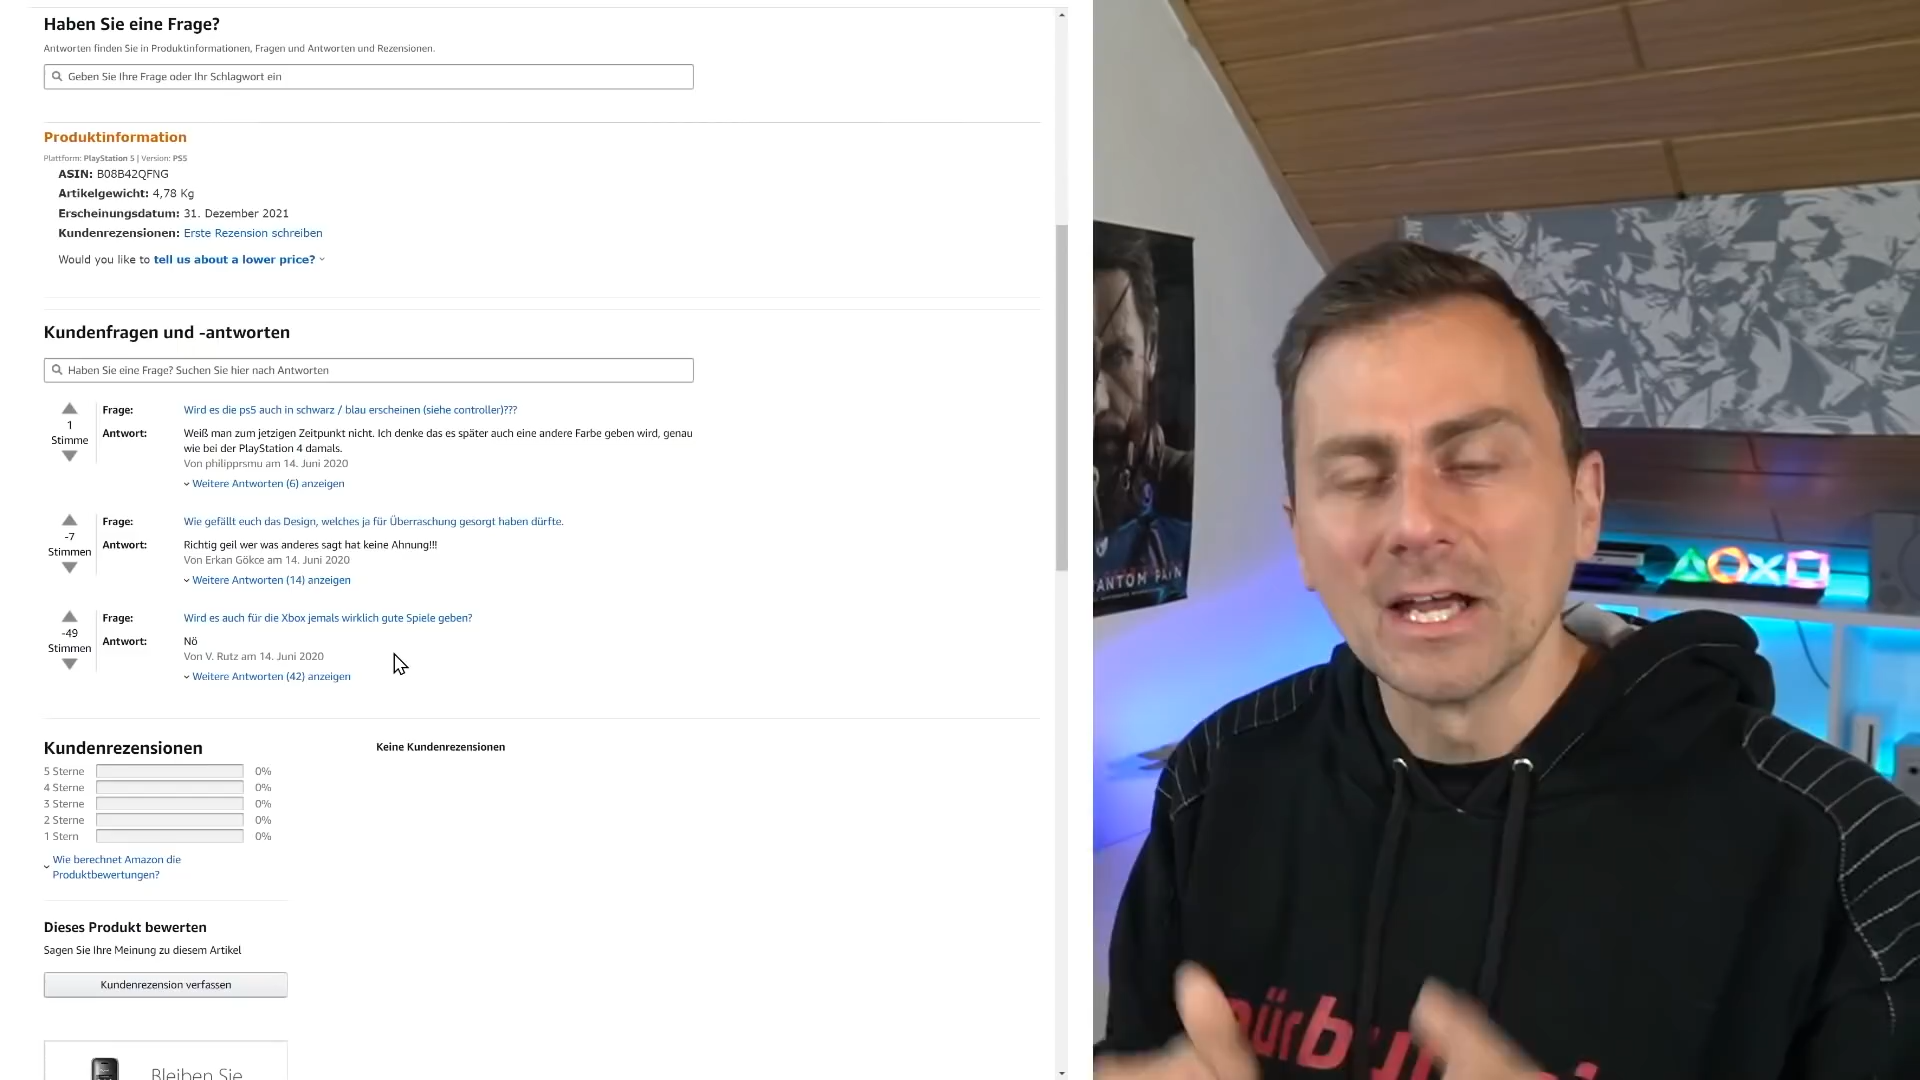 Haben Sie eine Frage?
Antworten finden Sie in Produktinformationen, Fragen und Antworten und Rezensionen.
Geben Sie Ihre Frage oder Ihr Schlagwort ein
Produktinformation
Plattform: PlayStation 5 | Version: PS5
ASIN: B08B42QFNG
Artikelgewicht: 4,78 Kg
Erscheinungsdatum: 31. Dezember 2021
Kundenrezensionen: Erste Rezension schreiben
Would you like to tell us about a lower price?
Kundenfragen und -antworten
Haben Sie eine Frage? Suchen Sie hier nach Antworten
1
Stimme
Frage: Wird es die ps5 auch in schwarz / blau erscheinen (siehe controller)???
Antwort: Weiß man zum jetzigen Zeitpunkt nicht. Ich denke das es später auch eine andere Farbe geben wird, genau
wie bei der PlayStation 4 damals.
Von philipprsmu am 14. Juni 2020
Weitere Antworten (6) anzeigen
-7
Stimmen
Frage: Wie gefällt euch das Design, welches ja für Überraschung gesorgt haben dürfte.
Antwort: Richtig geil wer was anderes sagt hat keine Ahnung!!!
Von Erkan Gökce am 14. Juni 2020
Weitere Antworten (14) anzeigen
-49
Stimmen
Frage: Wird es auch für die Xbox jemals wirklich gute Spiele geben?
Antwort: Nö
Von V. Rutz am 14. Juni 2020
Weitere Antworten (42) anzeigen
Kundenrezensionen
5 Sterne 0%
4 Sterne 0%
3 Sterne 0%
2 Sterne 0%
1 Stern 0%
Wie berechnet Amazon die
Produktbewertungen?
Keine Kundenrezensionen
Dieses Produkt bewerten
Sagen Sie Ihre Meinung zu diesem Artikel
Kundenrezension verfassen
Bleiben Sie
ANTOM PAIN